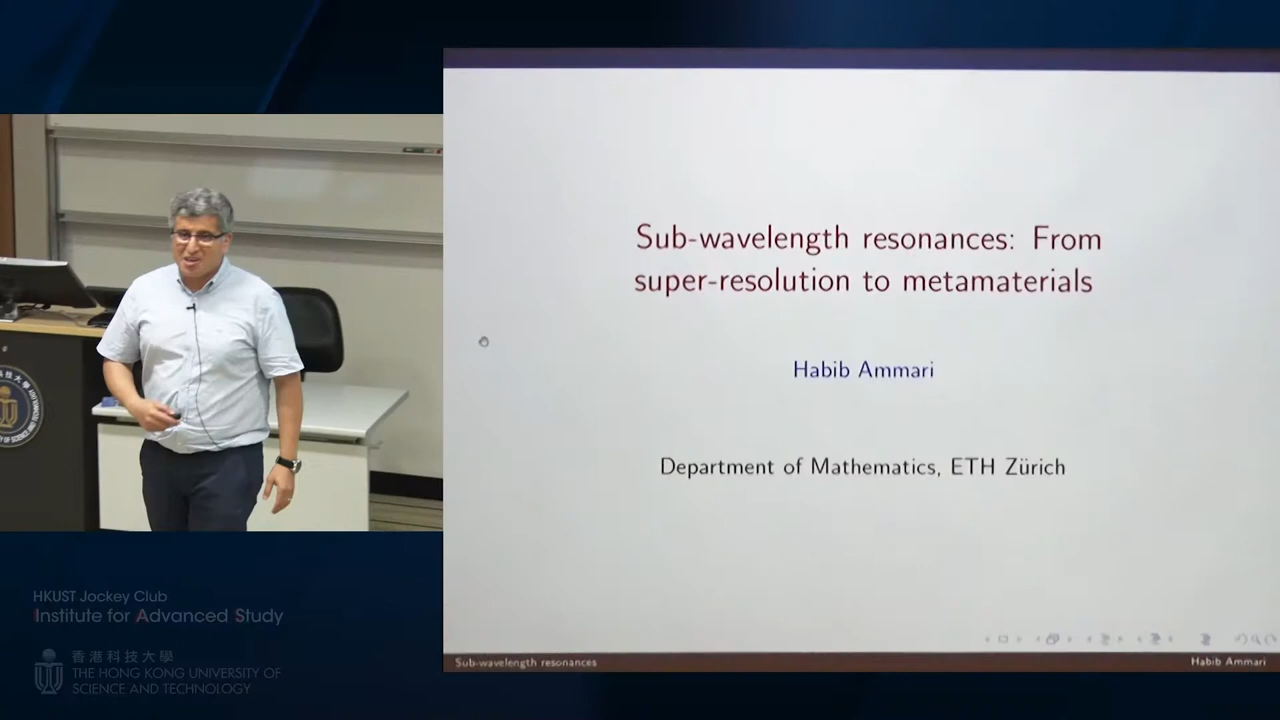 Sub-wavelength resonances: From
super-resolution to metamaterials
Habib Ammari
Department of Mathematics, ETH Zürich
Sub-wavelength resonances
Habib Ammari
HKUST Jockey Club
Institute for Advanced Study
香港科技大學
THE HONG KONG UNIVERSITY OF
SCIENCE AND TECHNOLOGY